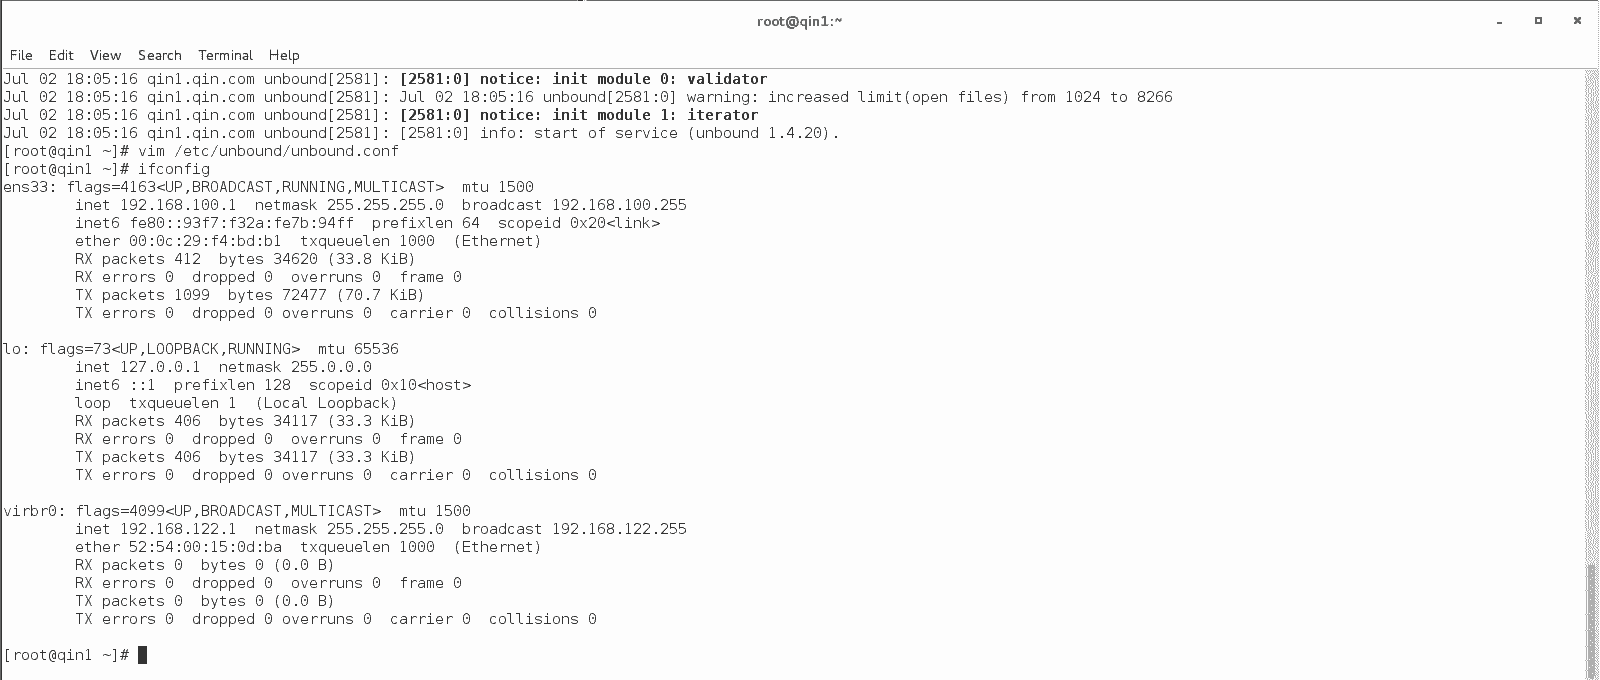 root@qin1:~
File Edit View Search Terminal Help
Jul 02 18:05:16 qin1.qin.com unbound[2581]: [2581:0] notice: init module 0: validator
Jul 02 18:05:16 qin1.qin.com unbound[2581]: Jul 02 18:05:16 unbound[2581:0] warning: increased limit(open files) from 1024 to 8266
Jul 02 18:05:16 qin1.qin.com unbound[2581]: [2581:0] notice: init module 1: iterator
Jul 02 18:05:16 qin1.qin.com unbound[2581]: [2581:0] info: start of service (unbound 1.4.20).
[root@qin1 ~]# vim /etc/unbound/unbound.conf
[root@qin1 ~]# ifconfig
ens33: flags=4163<UP,BROADCAST,RUNNING,MULTICAST>  mtu 1500
        inet 192.168.100.1  netmask 255.255.255.0  broadcast 192.168.100.255
        inet6 fe80::93f7:f32a:fe7b:94ff  prefixlen 64  scopeid 0x20<link>
        ether 00:0c:29:f4:bd:b1  txqueuelen 1000  (Ethernet)
        RX packets 412  bytes 34620 (33.8 KiB)
        RX errors 0  dropped 0  overruns 0  frame 0
        TX packets 1099  bytes 72477 (70.7 KiB)
        TX errors 0  dropped 0 overruns 0  carrier 0  collisions 0
lo: flags=73<UP,LOOPBACK,RUNNING>  mtu 65536
        inet 127.0.0.1  netmask 255.0.0.0
        inet6 ::1  prefixlen 128  scopeid 0x10<host>
        loop  txqueuelen 1  (Local Loopback)
        RX packets 406  bytes 34117 (33.3 KiB)
        RX errors 0  dropped 0  overruns 0  frame 0
        TX packets 406  bytes 34117 (33.3 KiB)
        TX errors 0  dropped 0 overruns 0  carrier 0  collisions 0
virbr0: flags=4099<UP,BROADCAST,MULTICAST>  mtu 1500
        inet 192.168.122.1  netmask 255.255.255.0  broadcast 192.168.122.255
        ether 52:54:00:15:0d:ba  txqueuelen 1000  (Ethernet)
        RX packets 0  bytes 0 (0.0 B)
        RX errors 0  dropped 0  overruns 0  frame 0
        TX packets 0  bytes 0 (0.0 B)
        TX errors 0  dropped 0 overruns 0  carrier 0  collisions 0
[root@qin1 ~]#